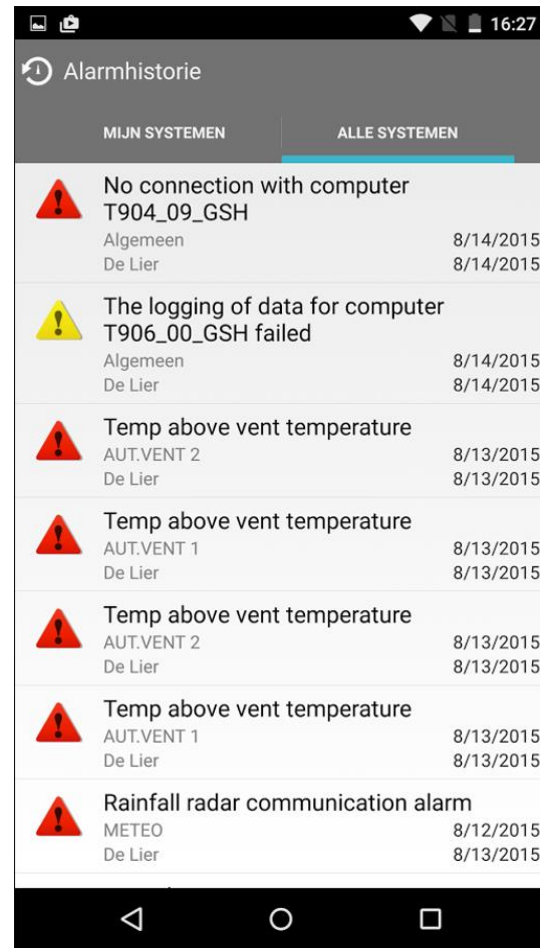 16:27
Alarmhistorie
MIJN SYSTEMEN ALLE SYSTEMEN
No connection with computer
T904_09_GSH
Algemeen 8/14/2015
De Lier 8/14/2015
The logging of data for computer
T906_00_GSH failed
Algemeen 8/14/2015
De Lier 8/14/2015
Temp above vent temperature
AUT.VENT 2 8/13/2015
De Lier 8/13/2015
Temp above vent temperature
AUT.VENT 1 8/13/2015
De Lier 8/13/2015
Temp above vent temperature
AUT.VENT 2 8/13/2015
De Lier 8/13/2015
Temp above vent temperature
AUT.VENT 1 8/13/2015
De Lier 8/13/2015
Rainfall radar communication alarm
METEO 8/12/2015
De Lier 8/13/2015